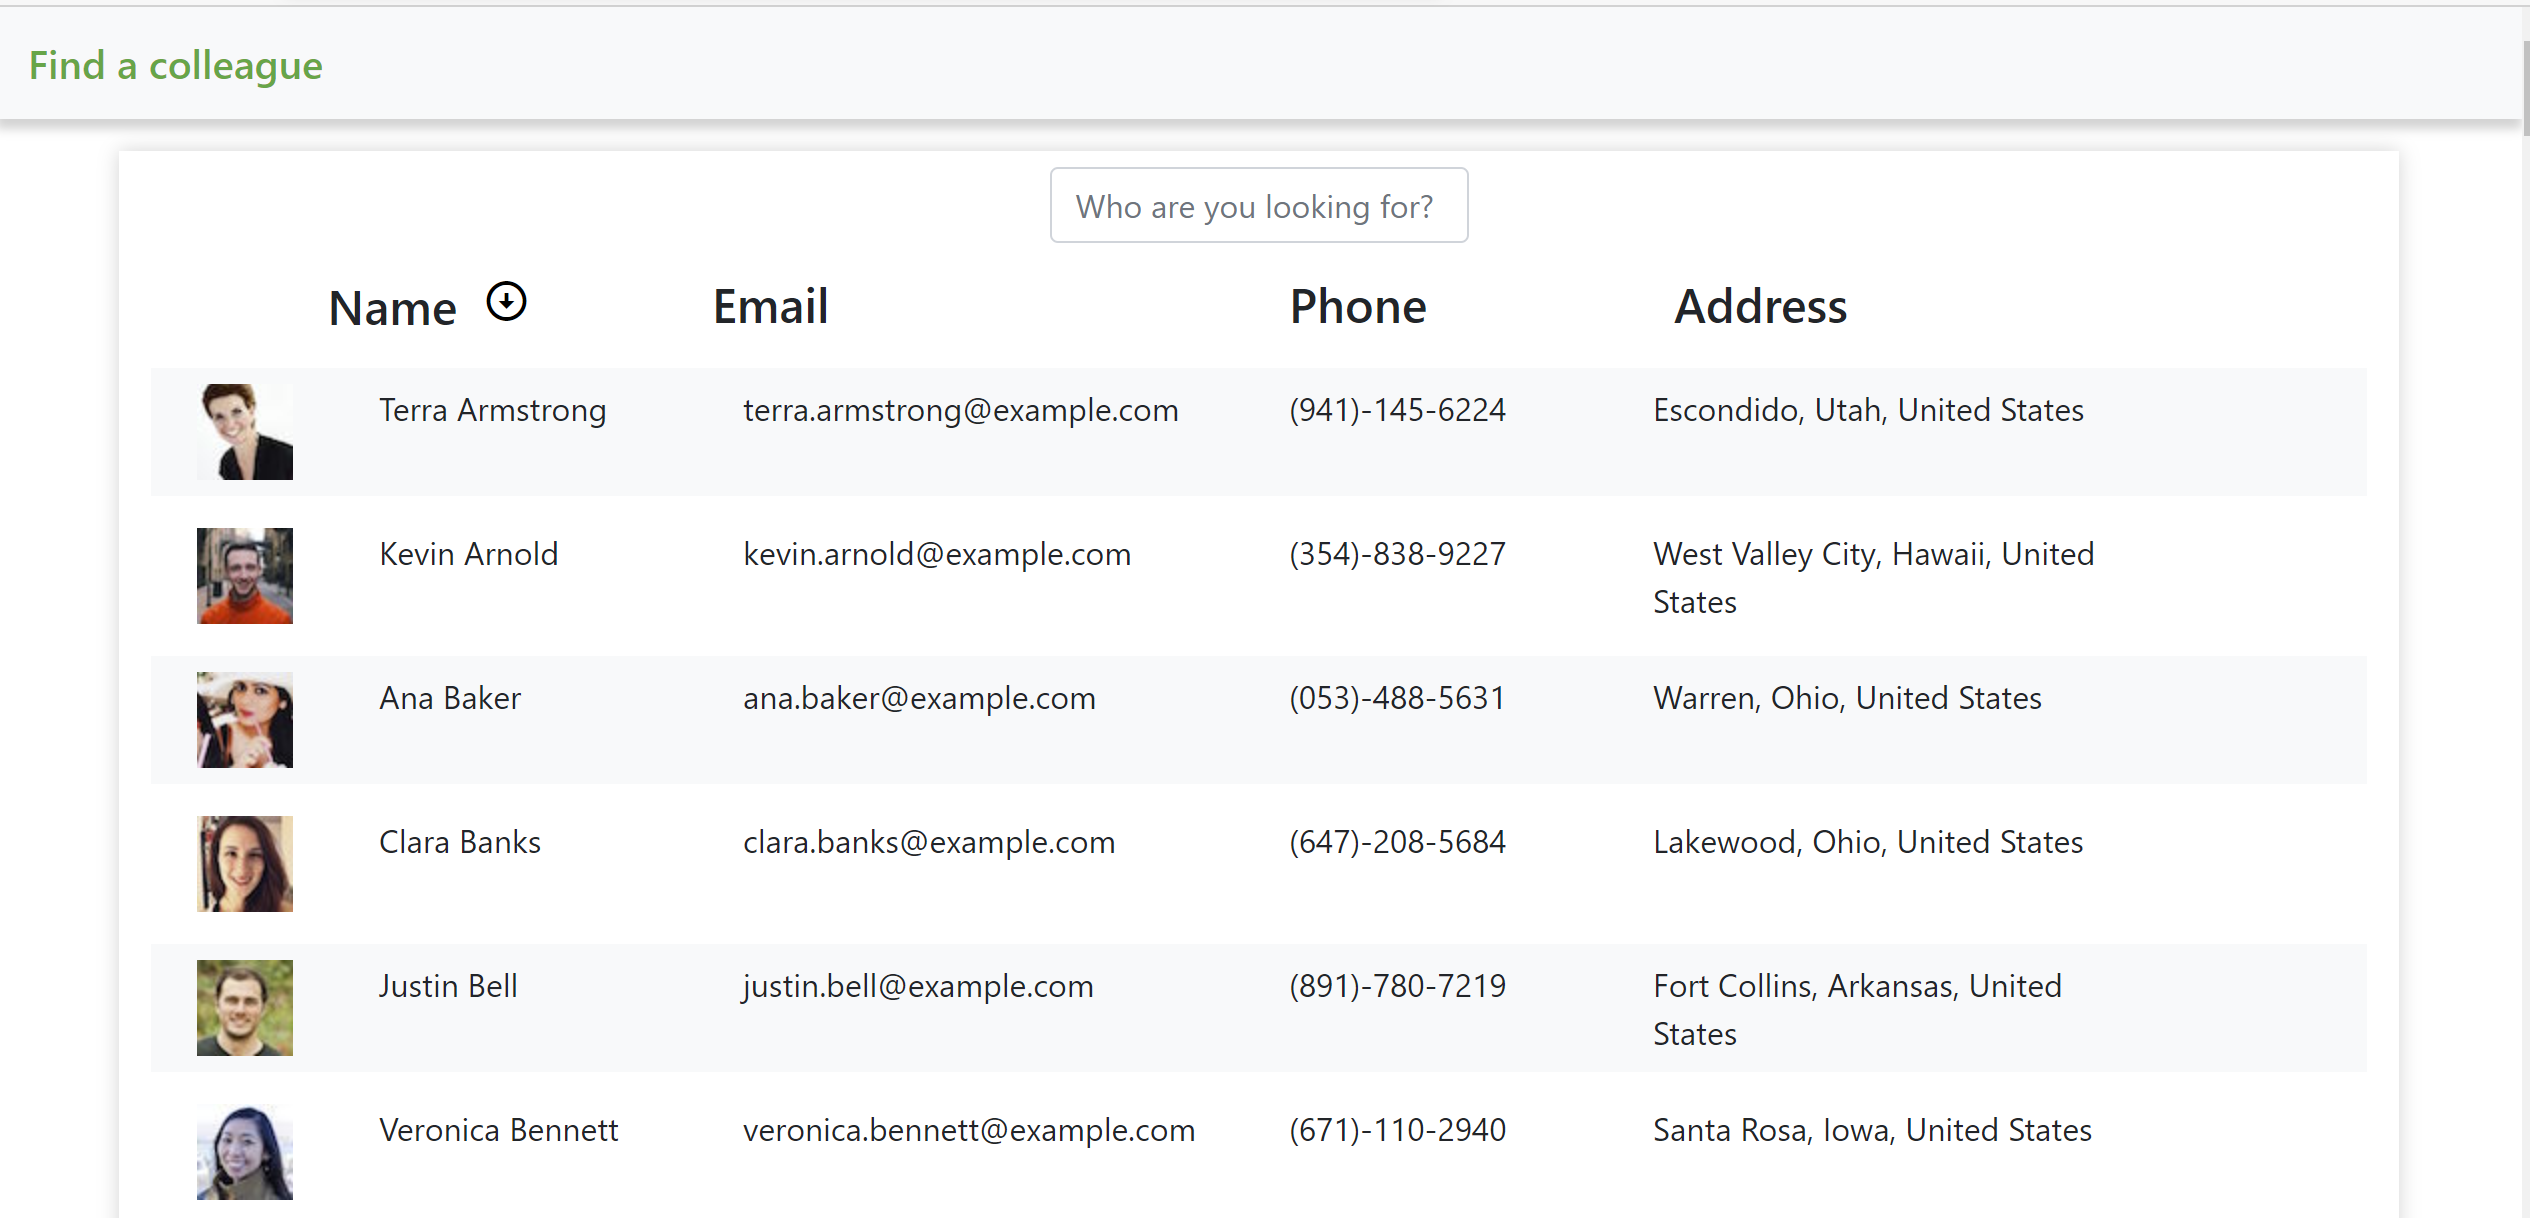 Find a colleague
Who are you looking for?
Name Email Phone Address
Terra Armstrong terra.armstrong@example.com (941)-145-6224 Escondido, Utah, United States
Kevin Arnold kevin.arnold@example.com (354)-838-9227 West Valley City, Hawaii, United
States
Ana Baker ana.baker@example.com (053)-488-5631 Warren, Ohio, United States
Clara Banks clara.banks@example.com (647)-208-5684 Lakewood, Ohio, United States
Justin Bell justin.bell@example.com (891)-780-7219 Fort Collins, Arkansas, United
States
Veronica Bennett veronica.bennett@example.com (671)-110-2940 Santa Rosa, Iowa, United States